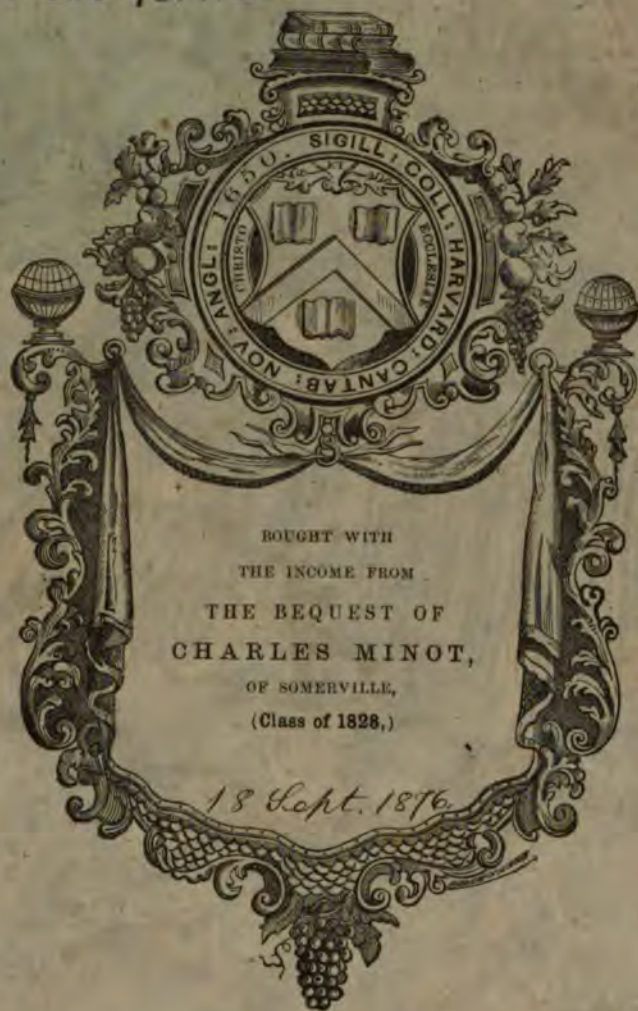 SIGILL: COLL: HARVARD: CANTAB: NOV: ANGL: 1650.
ET
CHRISTO
ECCLESIAE
BOUGHT WITH
THE INCOME FROM
THE BEQUEST OF
CHARLES MINOT,
OF SOMERVILLE,
(Class of 1828,)
18 Sept. 1876.